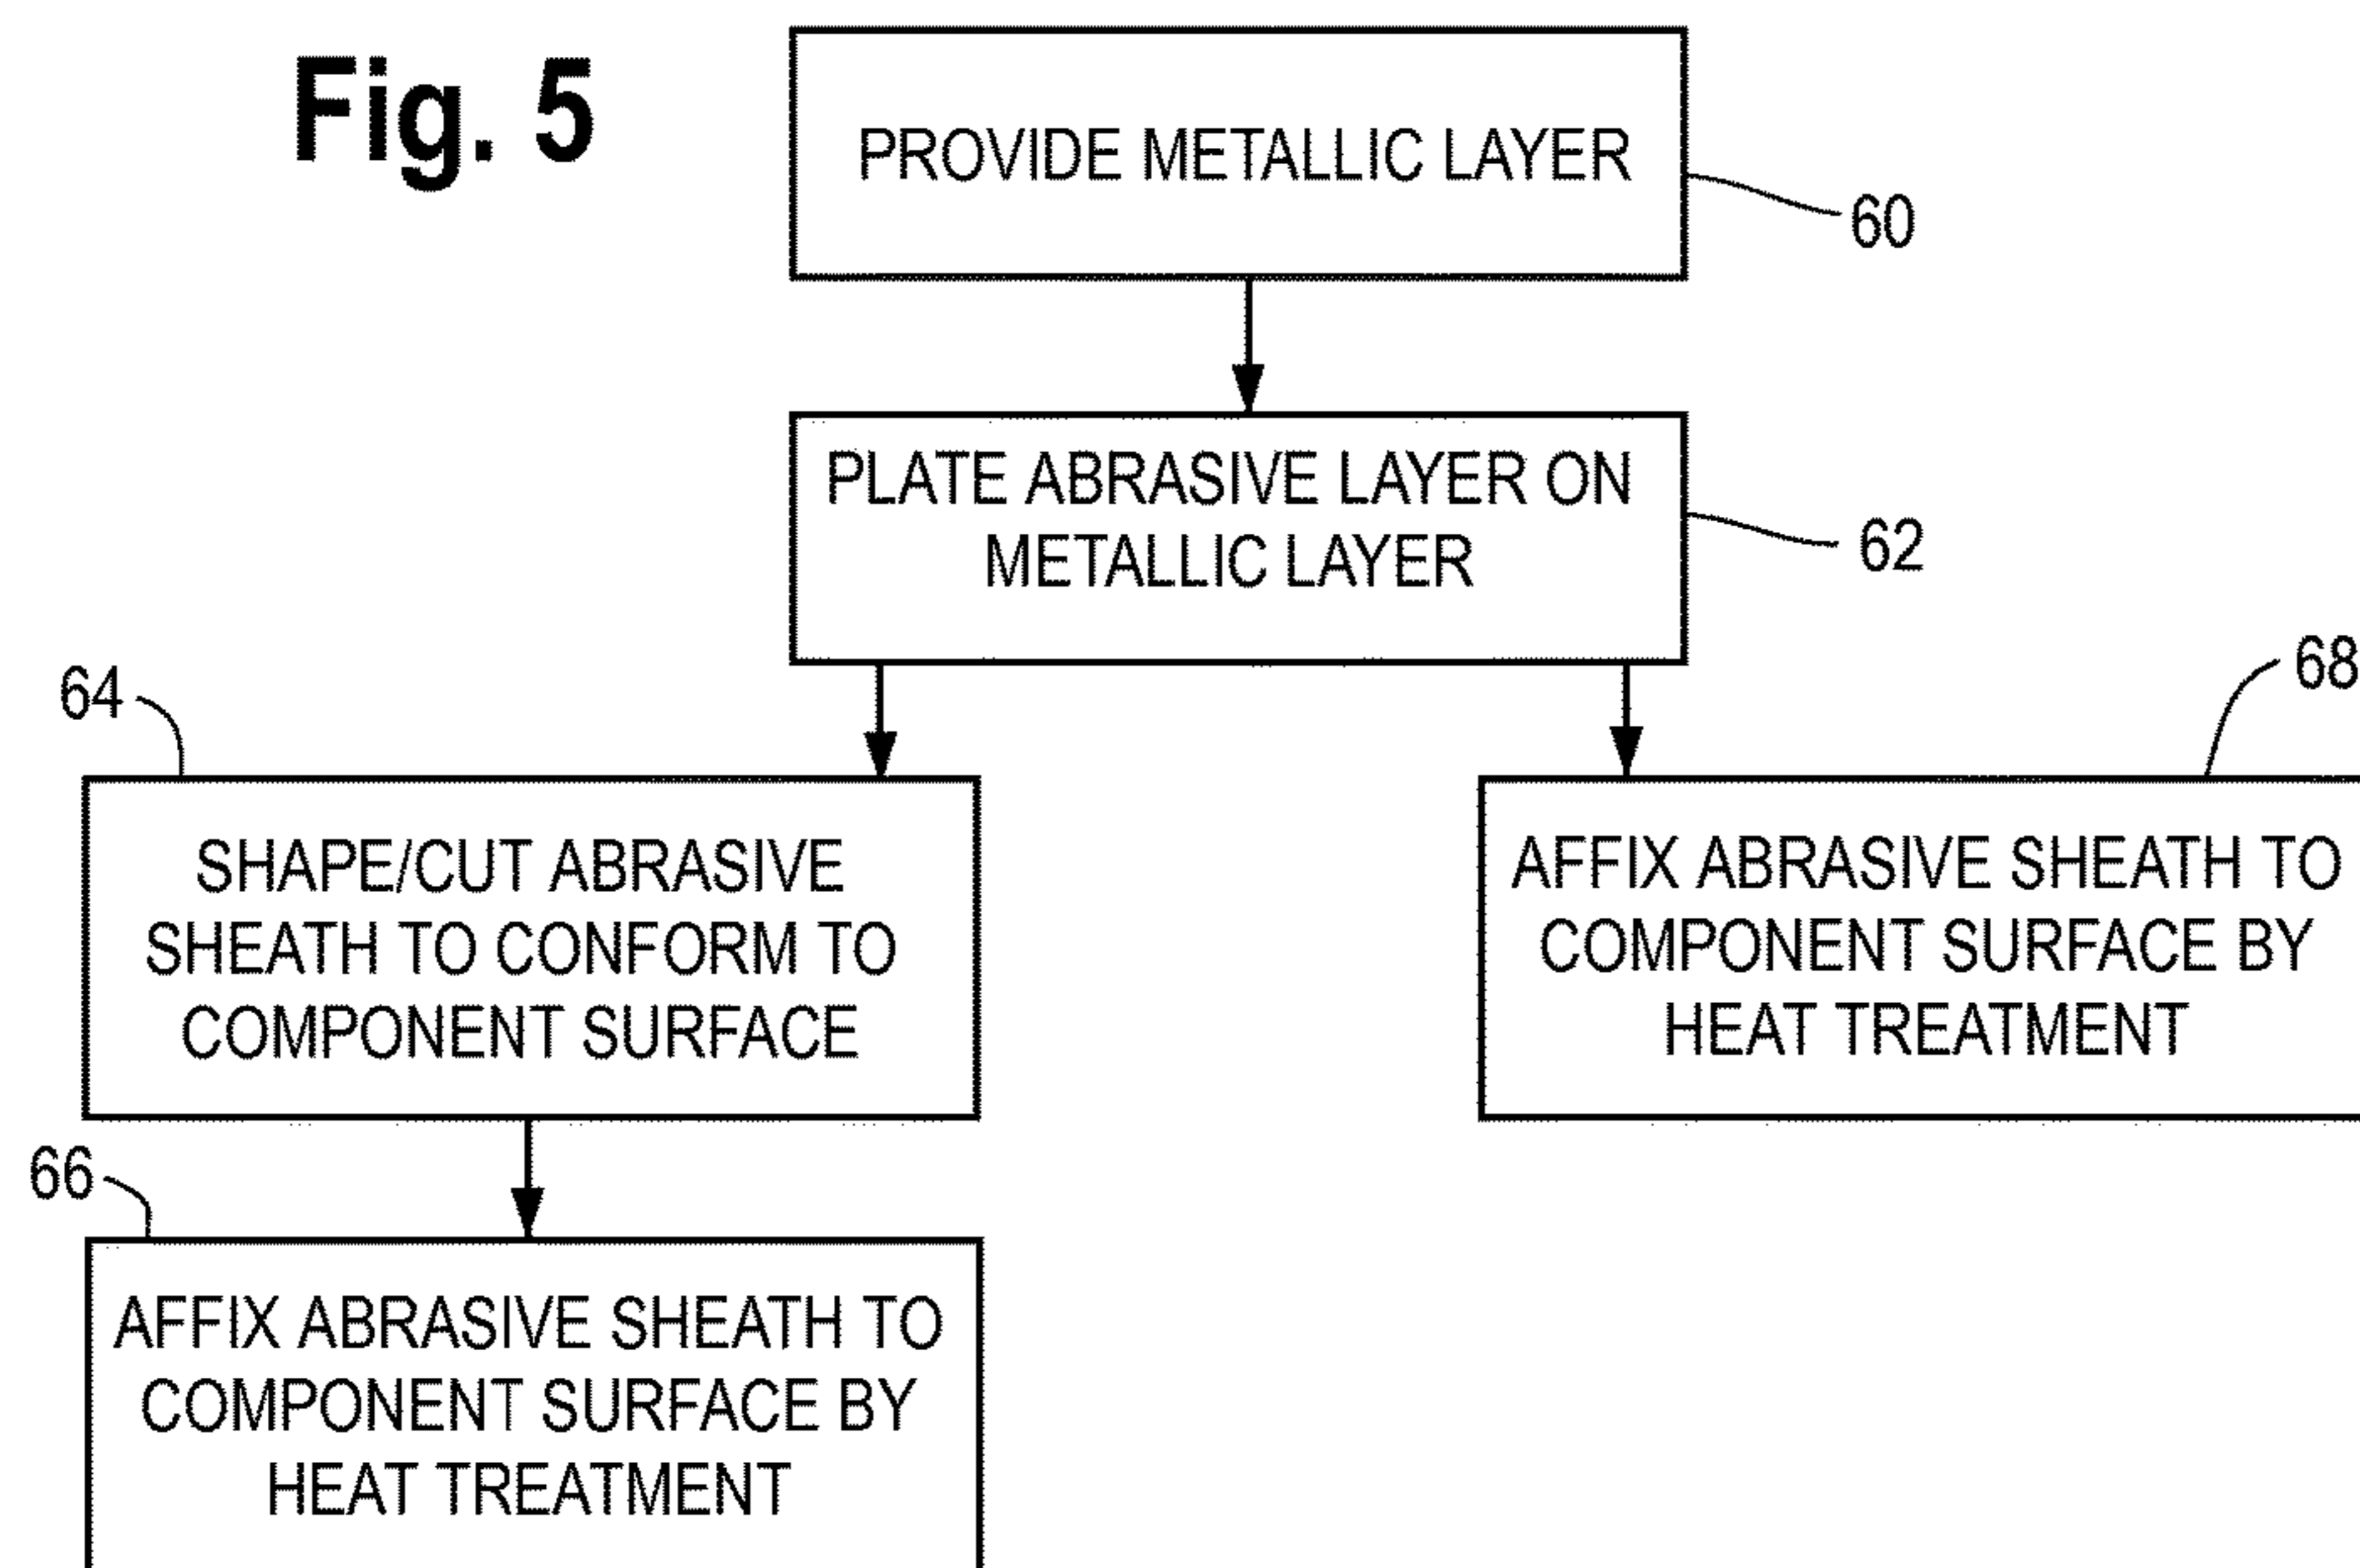 Fig. 5
PROVIDE METALLIC LAYER
60
PLATE ABRASIVE LAYER ON
METALLIC LAYER
62
64
SHAPE/CUT ABRASIVE
SHEATH TO CONFORM TO
COMPONENT SURFACE
68
AFFIX ABRASIVE SHEATH TO
COMPONENT SURFACE BY
HEAT TREATMENT
66
AFFIX ABRASIVE SHEATH TO
COMPONENT SURFACE BY
HEAT TREATMENT